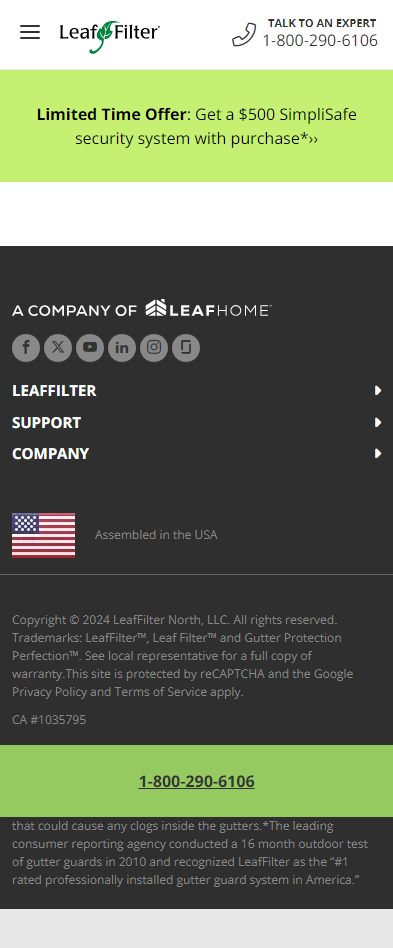 LeafFilter
TALK TO AN EXPERT
1-800-290-6106
Limited Time Offer: Get a $500 SimpliSafe
security system with purchase*››
A COMPANY OF LEAFHOME™
LEAFFILTER
SUPPORT
COMPANY
Assembled in the USA
Copyright © 2024 LeafFilter North, LLC. All rights reserved.
Trademarks: LeafFilter™, Leaf Filter™ and Gutter Protection
Perfection™. See local representative for a full copy of
warranty.This site is protected by reCAPTCHA and the Google
Privacy Policy and Terms of Service apply.
CA #1035795
1-800-290-6106
that could cause any clogs inside the gutters.*The leading
consumer reporting agency conducted a 16 month outdoor test
of gutter guards in 2010 and recognized LeafFilter as the “#1
rated professionally installed gutter guard system in America.”